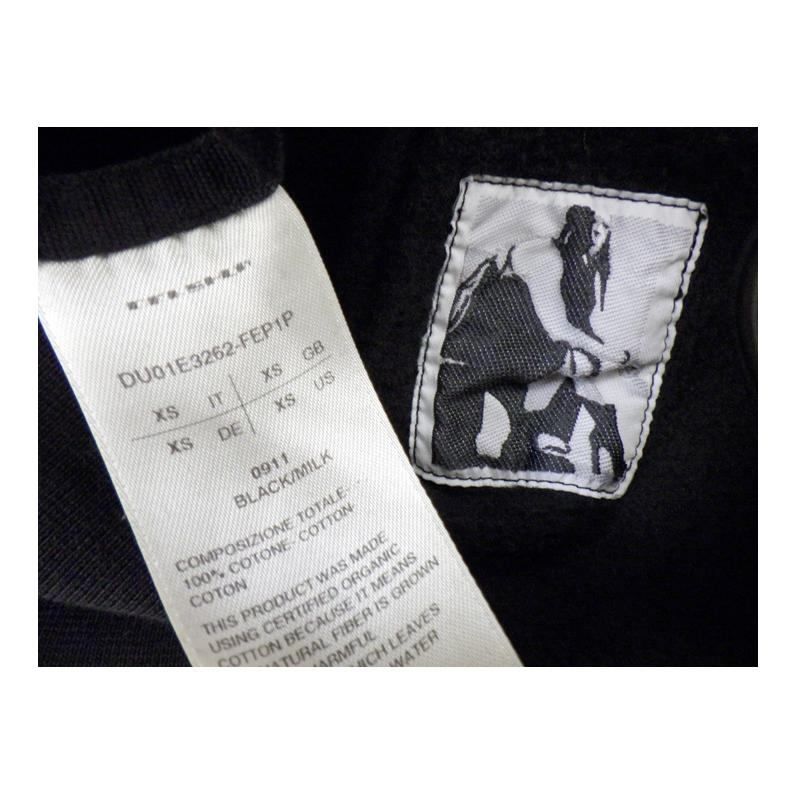 DU01E3262-FEP1P
XS IT XS GB
XS DE XS US
0911
BLACK/MILK
COMPOSIZIONE TOTALE:
100% COTONE- COTTON-
COTON
THIS PRODUCT WAS MADE
USING CERTIFIED ORGANIC
COTTON BECAUSE IT MEANS
NATURAL FIBER IS GROWN
HARMFUL
WHICH LEAVES
WATER